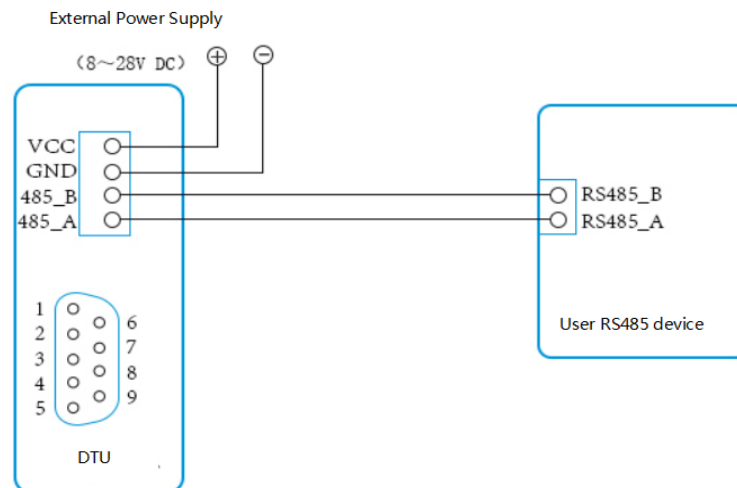 External Power Supply
(8～28V DC)
VCC
GND
485_B
485_A
RS485_B
RS485_A
User RS485 device
1
2
3
4
5
6
7
8
9
DTU